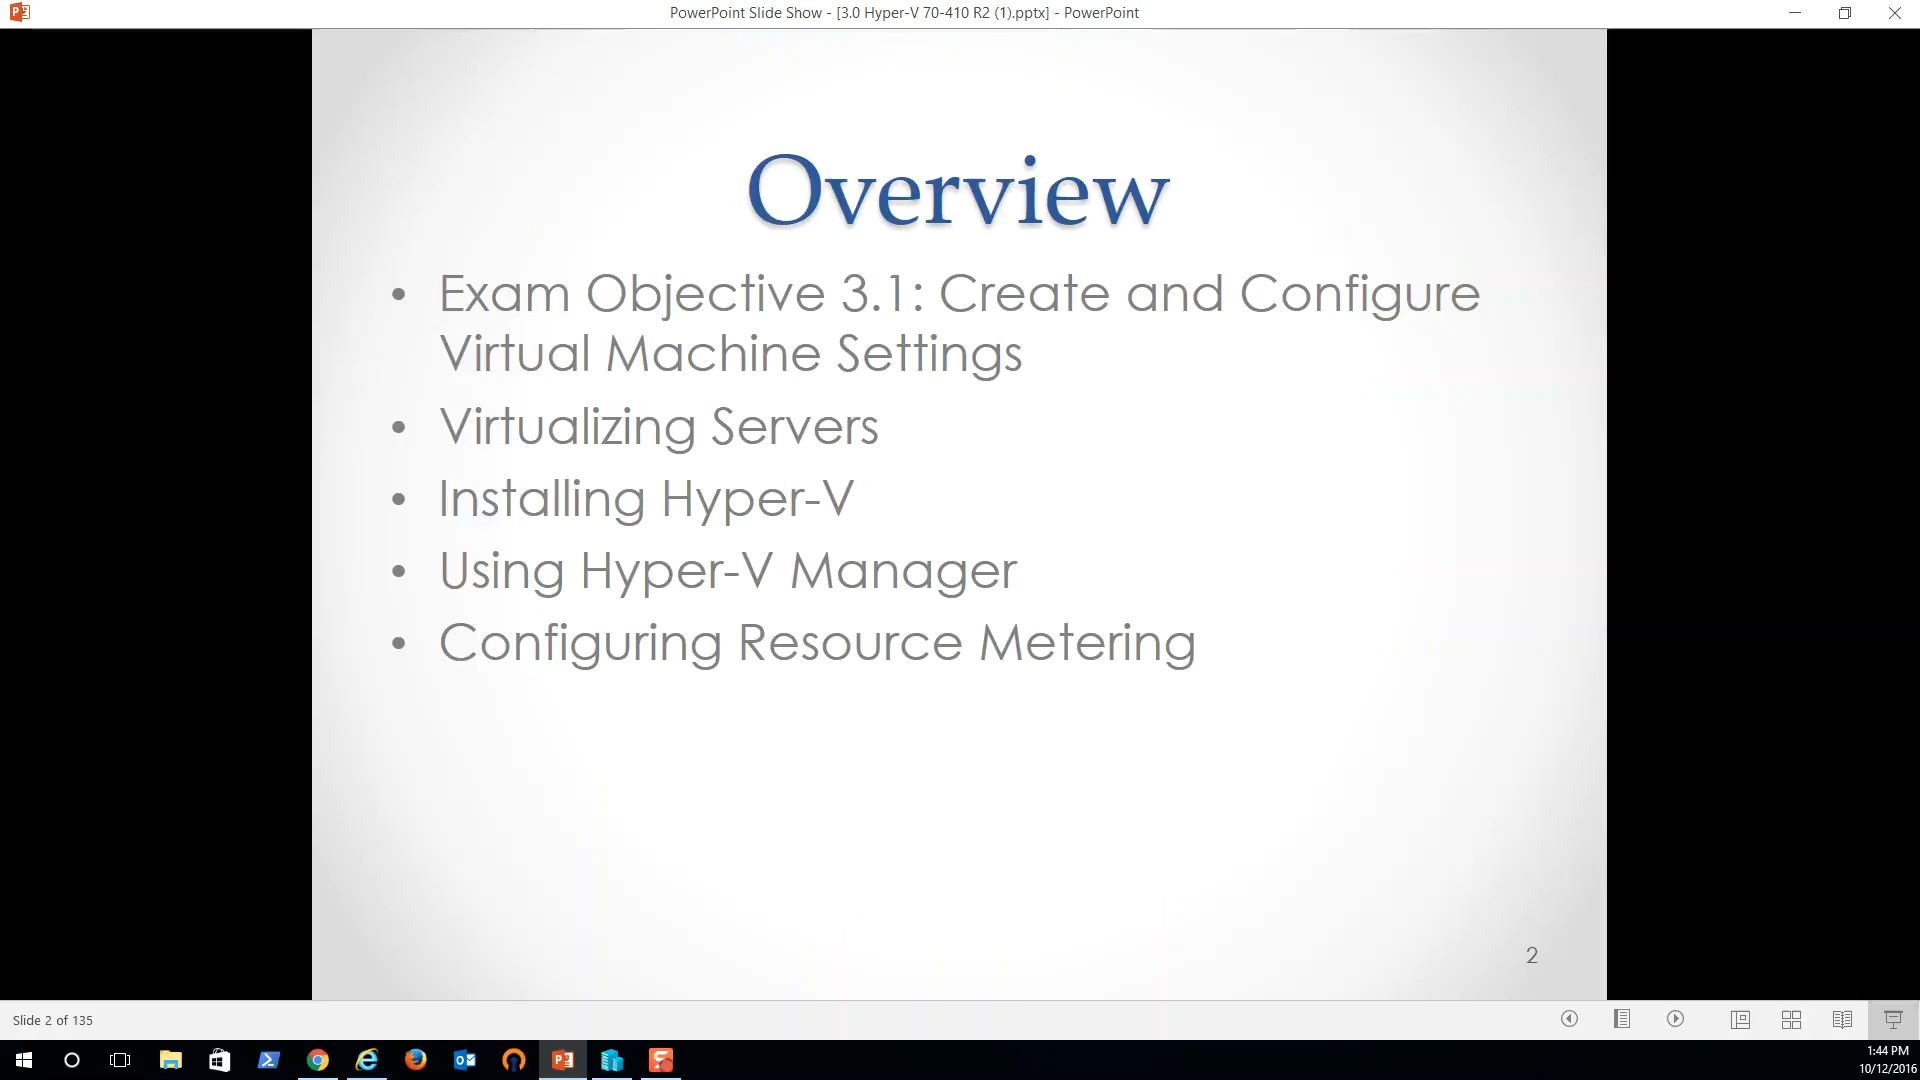 PowerPoint Slide Show - [3.0 Hyper-V 70-410 R2 (1).pptx] - PowerPoint
Overview
• Exam Objective 3.1: Create and Configure
Virtual Machine Settings
• Virtualizing Servers
• Installing Hyper-V
• Using Hyper-V Manager
• Configuring Resource Metering
2
Slide 2 of 135
1:44 PM
10/12/2016